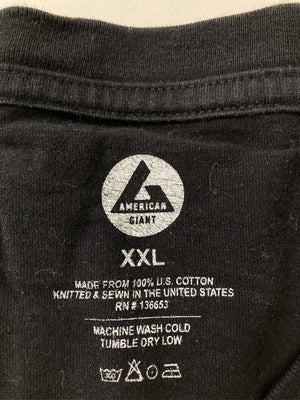 AMERICAN
GIANT
XXL
MADE FROM 100% U.S. COTTON
KNITTED & SEWN IN THE UNITED STATES
RN # 136653
MACHINE WASH COLD
TUMBLE DRY LOW